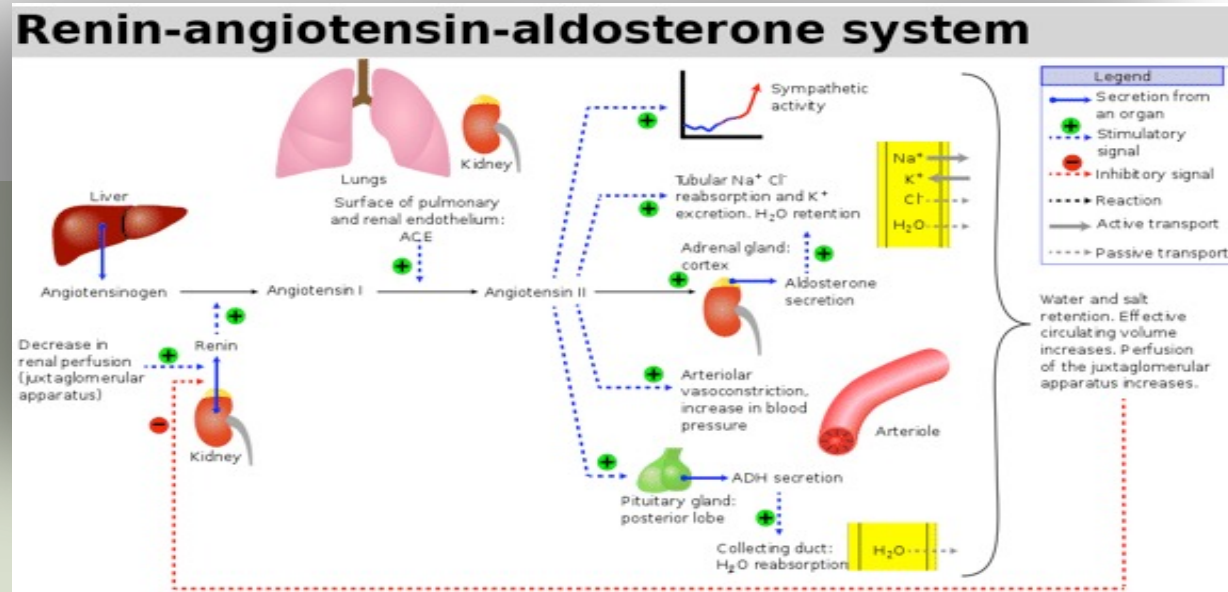 Renin-angiotensin-aldosterone system
Lungs
Kidney
Surface of pulmonary
and renal endothelium:
ACE
Liver
Angiotensinogen
Angiotensin I
Angiotensin II
Decrease in
renal perfusion
(juxtaglomerular
apparatus)
Renin
Kidney
Sympathetic
activity
Tubular Na⁺ Cl⁻
reabsorption and K⁺
excretion. H₂O retention
Adrenal gland:
cortex
Aldosterone
secretion
Arteriolar
vasoconstriction,
increase in blood
pressure
Arteriole
Pituitary gland:
posterior lobe
ADH secretion
Collecting duct:
H₂O reabsorption
Na⁺
K⁺
Cl⁻
H₂O
H₂O
Legend
Secretion from
an organ
Stimulatory
signal
Inhibitory signal
Reaction
Active transport
Passive transport
Water and salt
retention. Effective
circulating volume
increases. Perfusion
of the juxtaglomerular
apparatus increases.